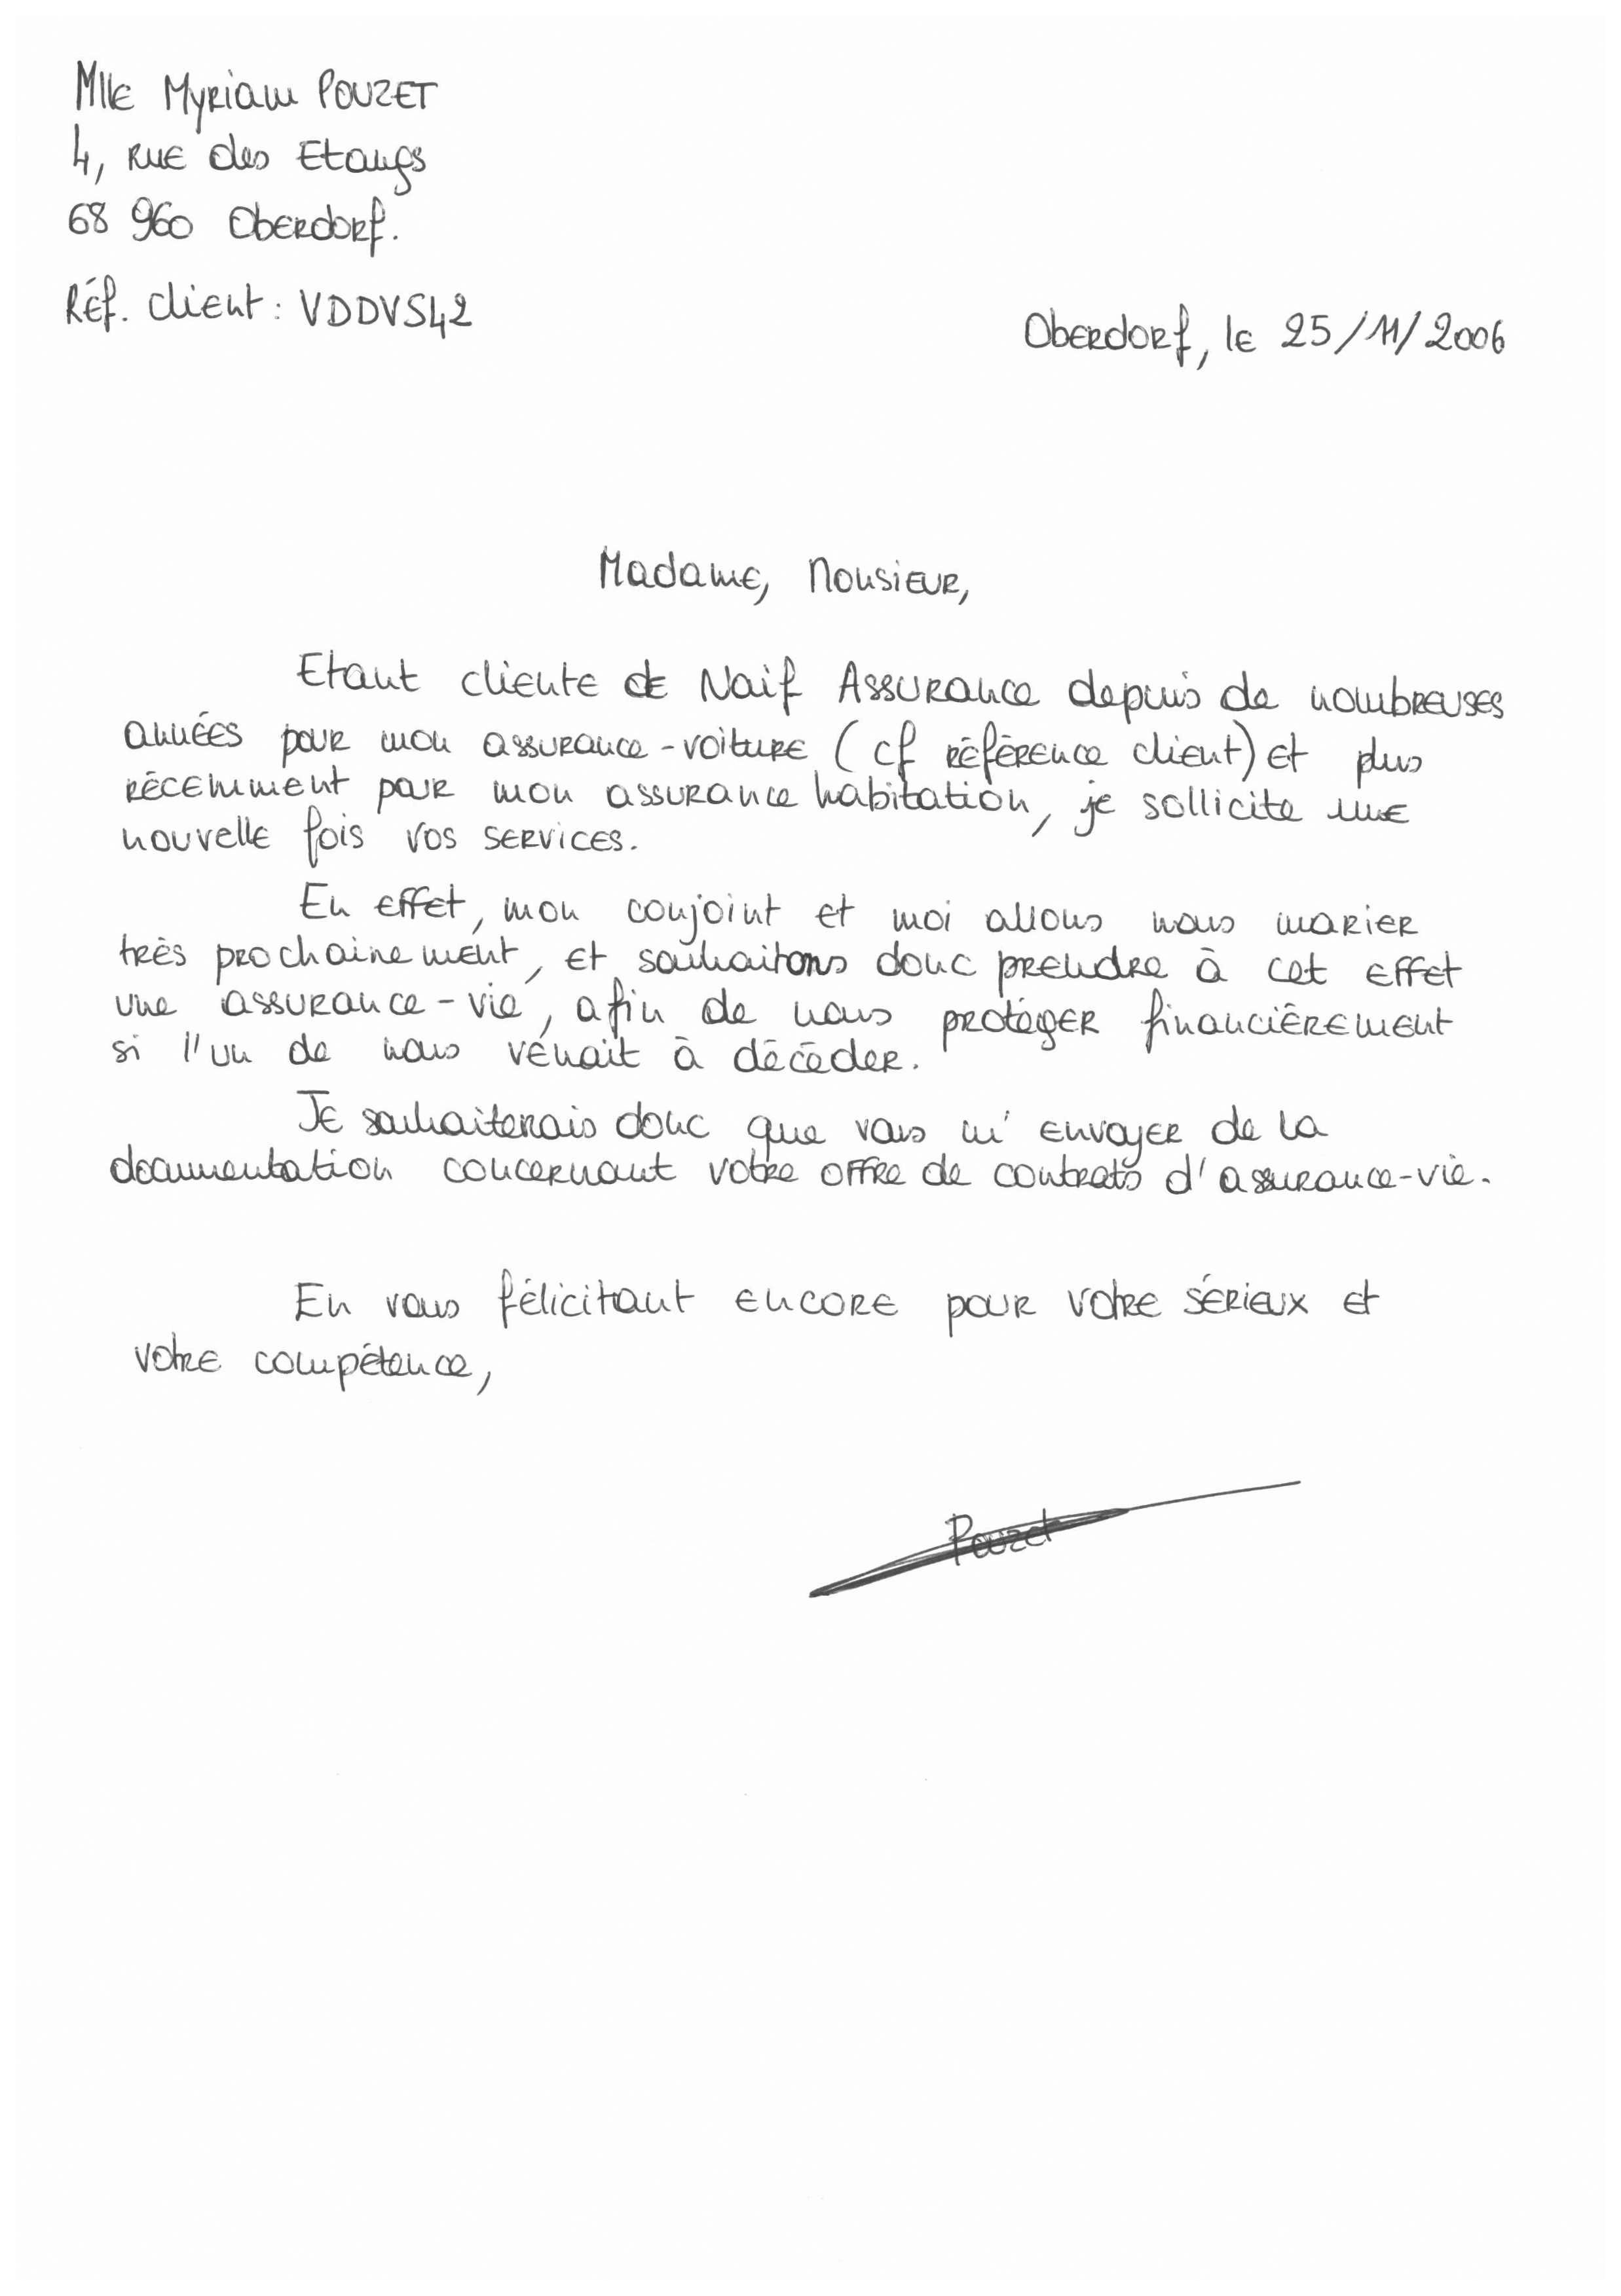 Mlle Myriam POUZET
4, rue des Etangs
68 960 Oberdorf.
Réf. client : VDDVS42
Oberdorf, le 25/11/2006
Madame, Monsieur,
Etant cliente de Naif Assurance depuis de nombreuses
années pour mon assurance-voiture (cf référence client) et plus
récemment pour mon assurance habitation, je sollicite une
nouvelle fois vos services.
En effet, mon conjoint et moi allons nous marier
très prochainement, et souhaitons donc prendre à cet effet
une assurance-vie, afin de nous protéger financièrement
si l'un de nous venait à décéder.
Je souhaiterais donc que vous m'envoyer de la
documentation concernant votre offre de contrats d'assurance-vie.
En vous félicitant encore pour votre sérieux et
votre compétence,
Pouzet